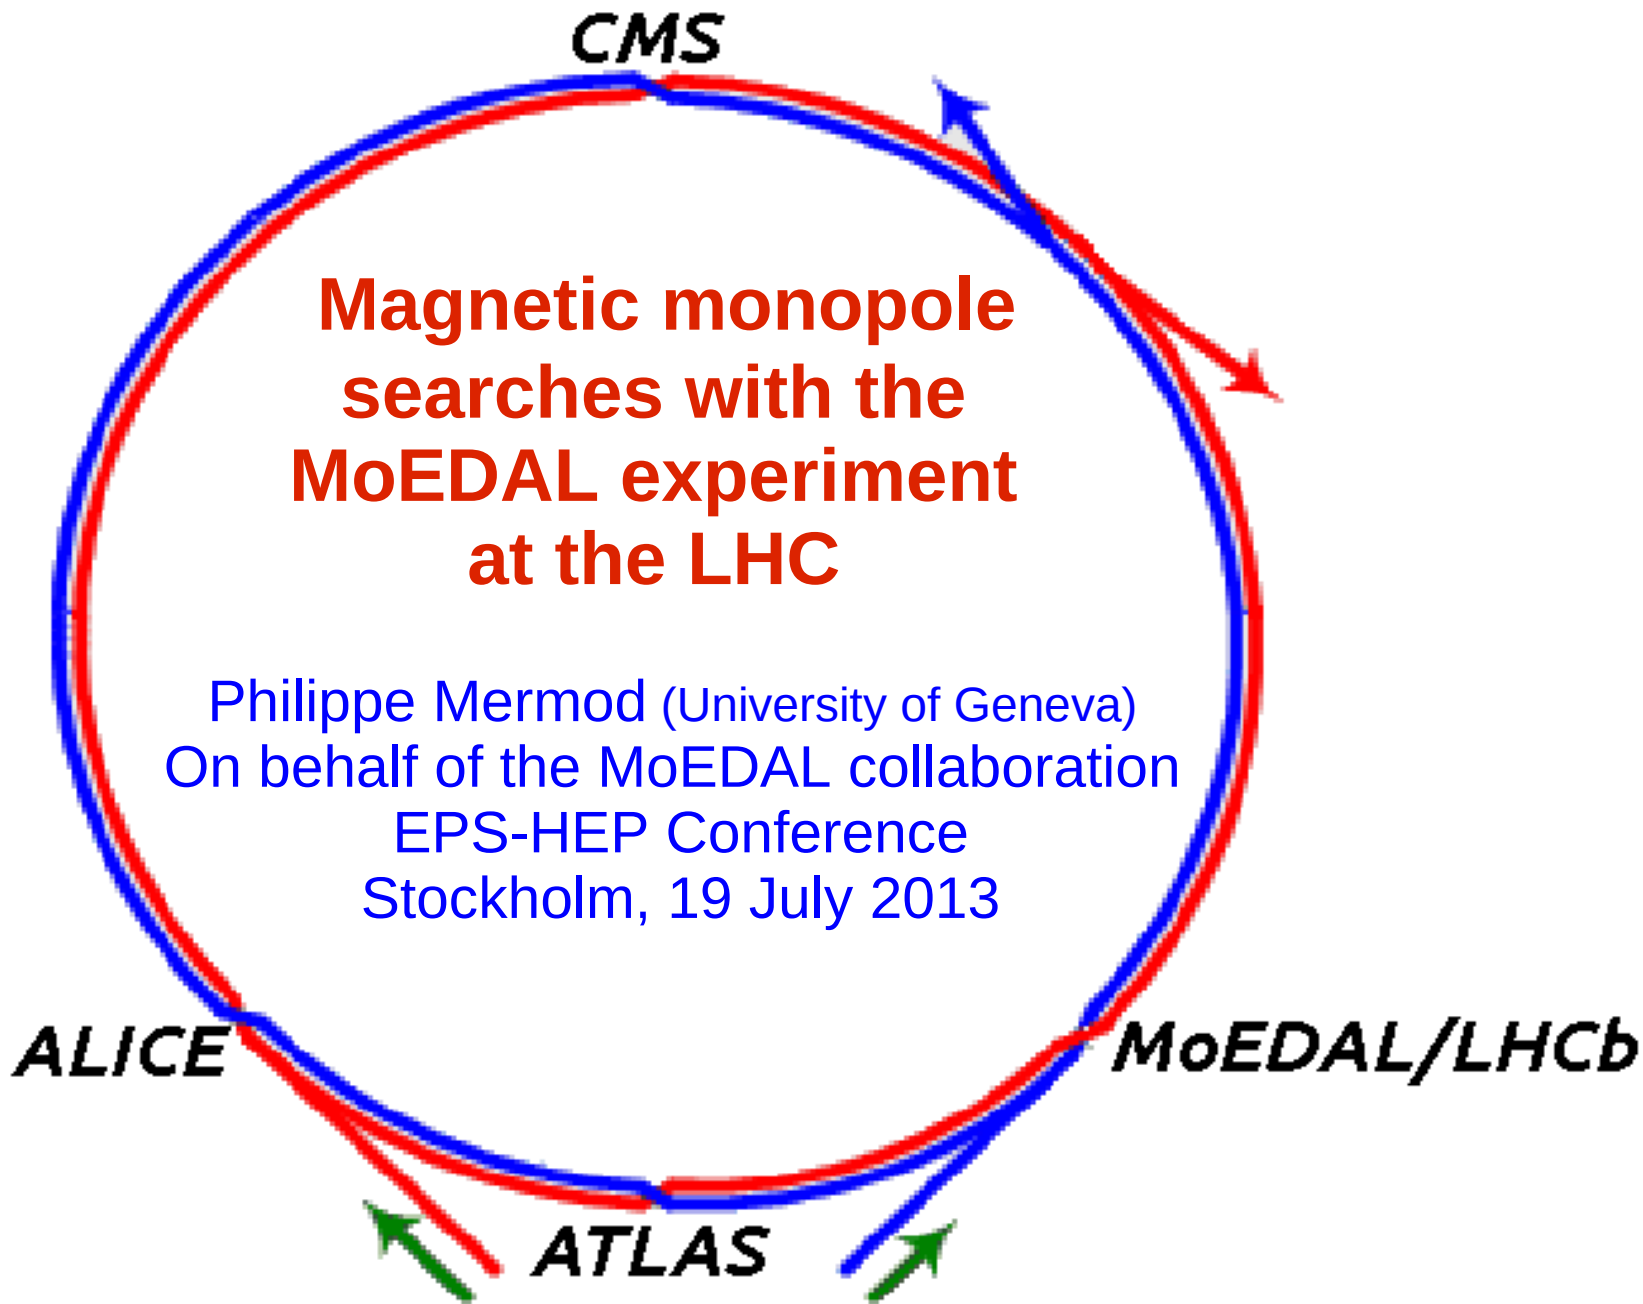 CMS
Magnetic monopole
searches with the
MoEDAL experiment
at the LHC
Philippe Mermod (University of Geneva)
On behalf of the MoEDAL collaboration
EPS-HEP Conference
Stockholm, 19 July 2013
ALICE
MoEDAL/LHCb
ATLAS